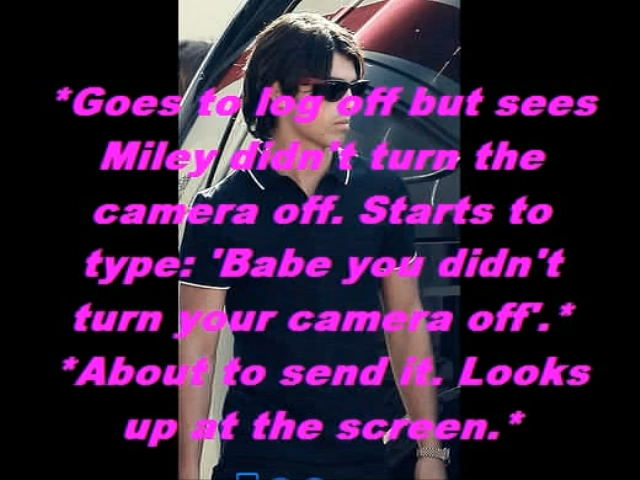 *Goes to log off but sees
Miley didn't turn the
camera off. Starts to
type: 'Babe you didn't
turn your camera off'.*
*About to send it. Looks
up at the screen.*